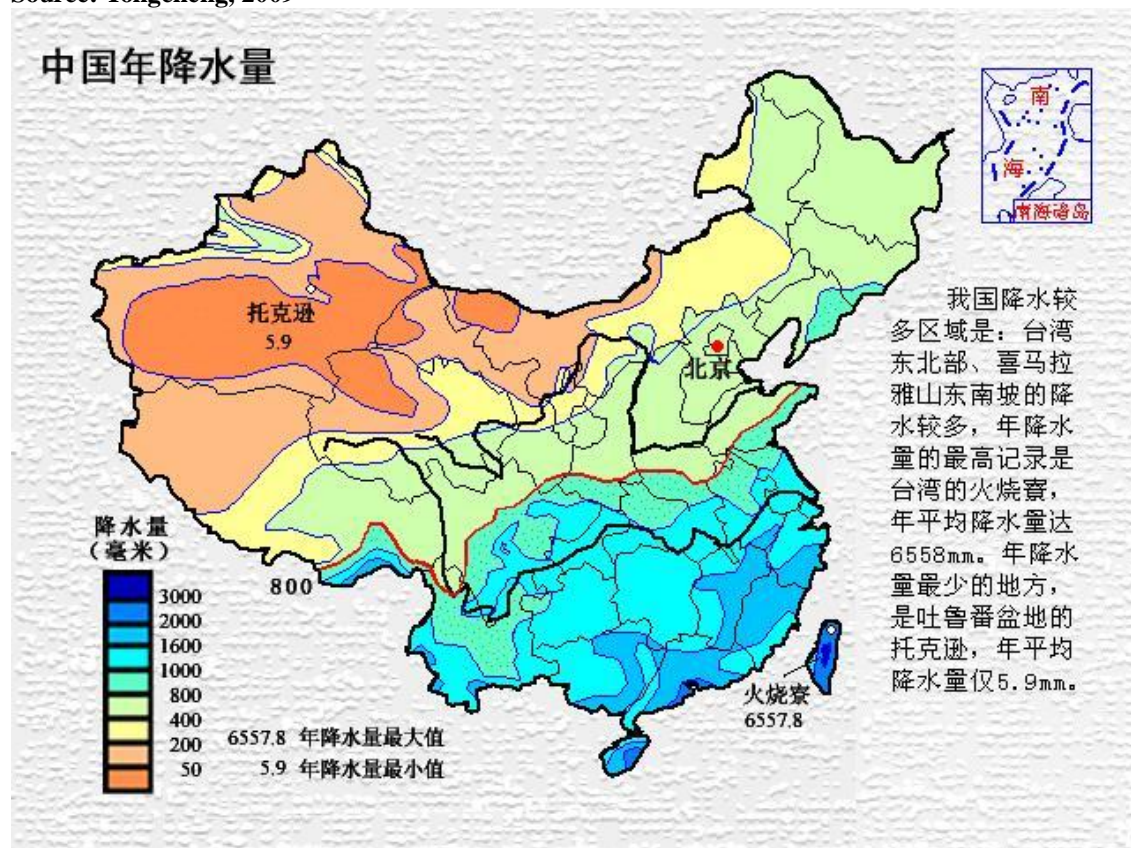 Source: Tongcheng, 2009
中国年降水量
南
海
南海诸岛
托克逊
5.9
北京
我国降水较
多区域是：台湾
东北部、喜马拉
雅山东南坡的降
水较多，年降水
量的最高记录是
台湾的火烧寮，
年平均降水量达
6558mm。年降水
量最少的地方，
是吐鲁番盆地的
托克逊，年平均
降水量仅5.9mm。
降水量
（毫米）
3000
2000
1600
1000
800
400
200
50
800
火烧寮
6557.8
6557.8 年降水量最大值
5.9 年降水量最小值